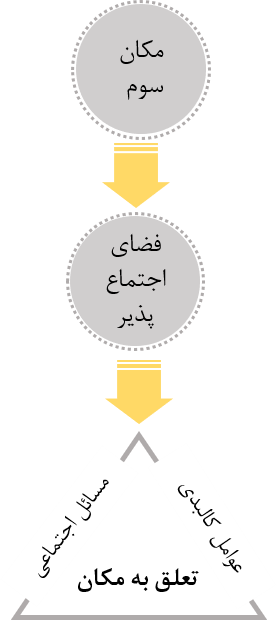 مکان
سوم
فضای
اجتماع
پذیر
عوامل کالبدی
مسائل اجتماعی
تعلق به مکان